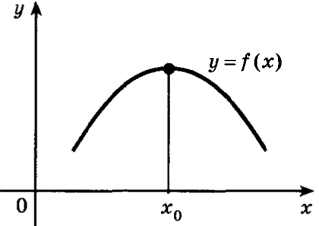 y
y = f(x)
0
x₀
x